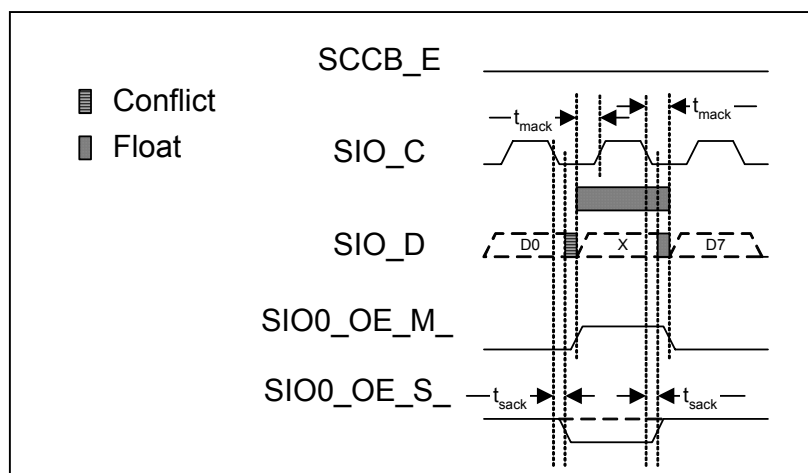 SCCB_E
Conflict
Float
t_mack
t_mack
SIO_C
SIO_D
D0
X
D7
SIO0_OE_M_
SIO0_OE_S_
t_sack
t_sack